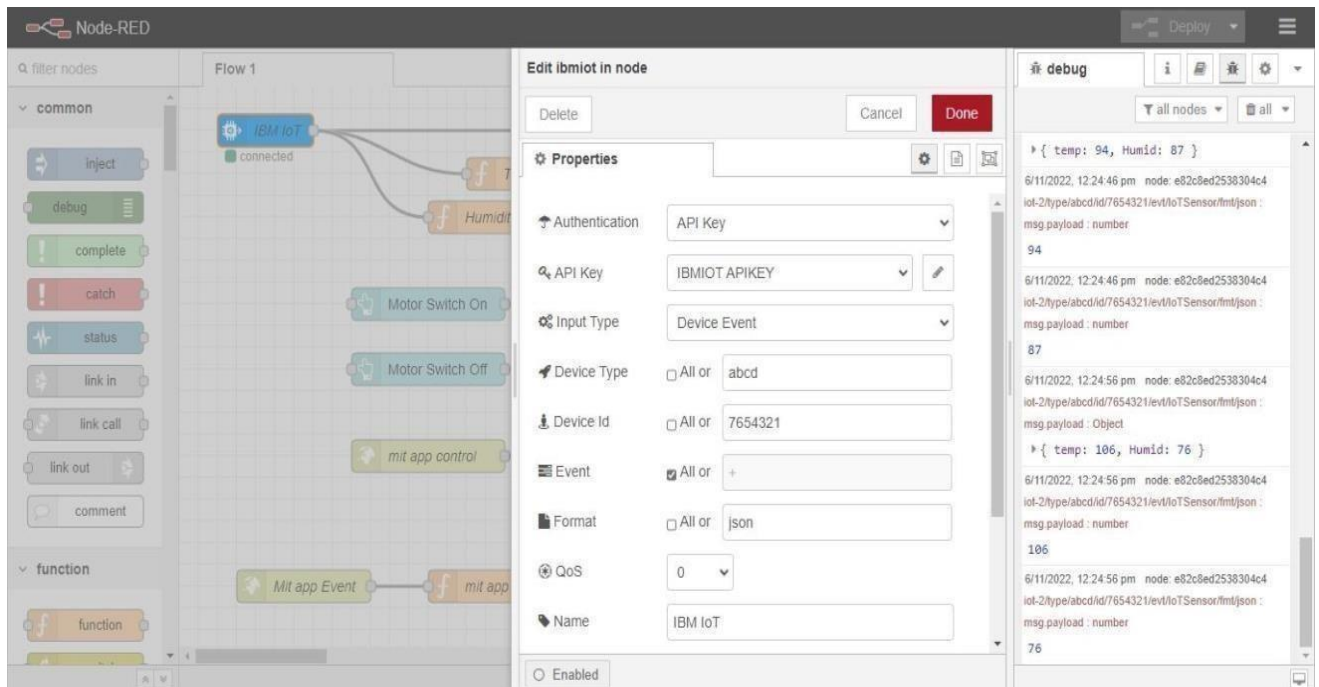 Node-RED
Deploy
filter nodes
common
inject
debug
complete
catch
status
link in
link call
link out
comment
function
function
Flow 1
IBM IoT
connected
T
Humidit
Motor Switch On
Motor Switch Off
mit app control
Mit app Event
mit app
Edit ibmiot in node
Delete
Cancel
Done
Properties
Authentication
API Key
API Key
IBMIOT APIKEY
Input Type
Device Event
Device Type
All or
abcd
Device Id
All or
7654321
Event
All or
+
Format
All or
json
QoS
0
Name
IBM IoT
Enabled
debug
i
all nodes
all
{ temp: 94, Humid: 87 }
6/11/2022, 12:24:46 pm node: e82c8ed2538304c4
iot-2/type/abcd/id/7654321/evt/IoTSensor/fmt/json :
msg.payload : number
94
6/11/2022, 12:24:46 pm node: e82c8ed2538304c4
iot-2/type/abcd/id/7654321/evt/IoTSensor/fmt/json :
msg.payload : number
87
6/11/2022, 12:24:56 pm node: e82c8ed2538304c4
iot-2/type/abcd/id/7654321/evt/IoTSensor/fmt/json :
msg.payload : Object
{ temp: 106, Humid: 76 }
6/11/2022, 12:24:56 pm node: e82c8ed2538304c4
iot-2/type/abcd/id/7654321/evt/IoTSensor/fmt/json :
msg.payload : number
106
6/11/2022, 12:24:56 pm node: e82c8ed2538304c4
iot-2/type/abcd/id/7654321/evt/IoTSensor/fmt/json :
msg.payload : number
76